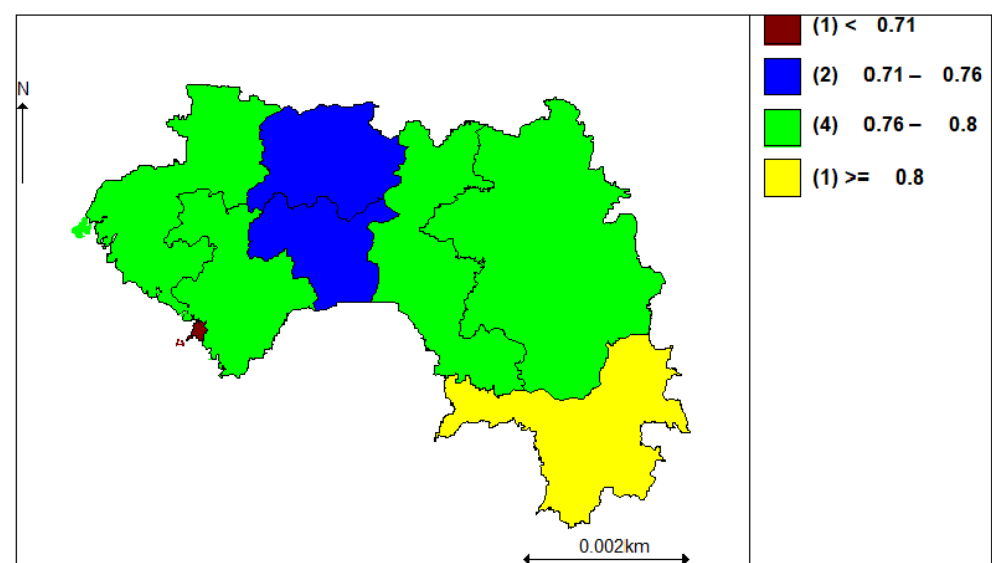 (1) < 0.71
(2) 0.71 – 0.76
(4) 0.76 – 0.8
(1) >= 0.8
N
0.002km